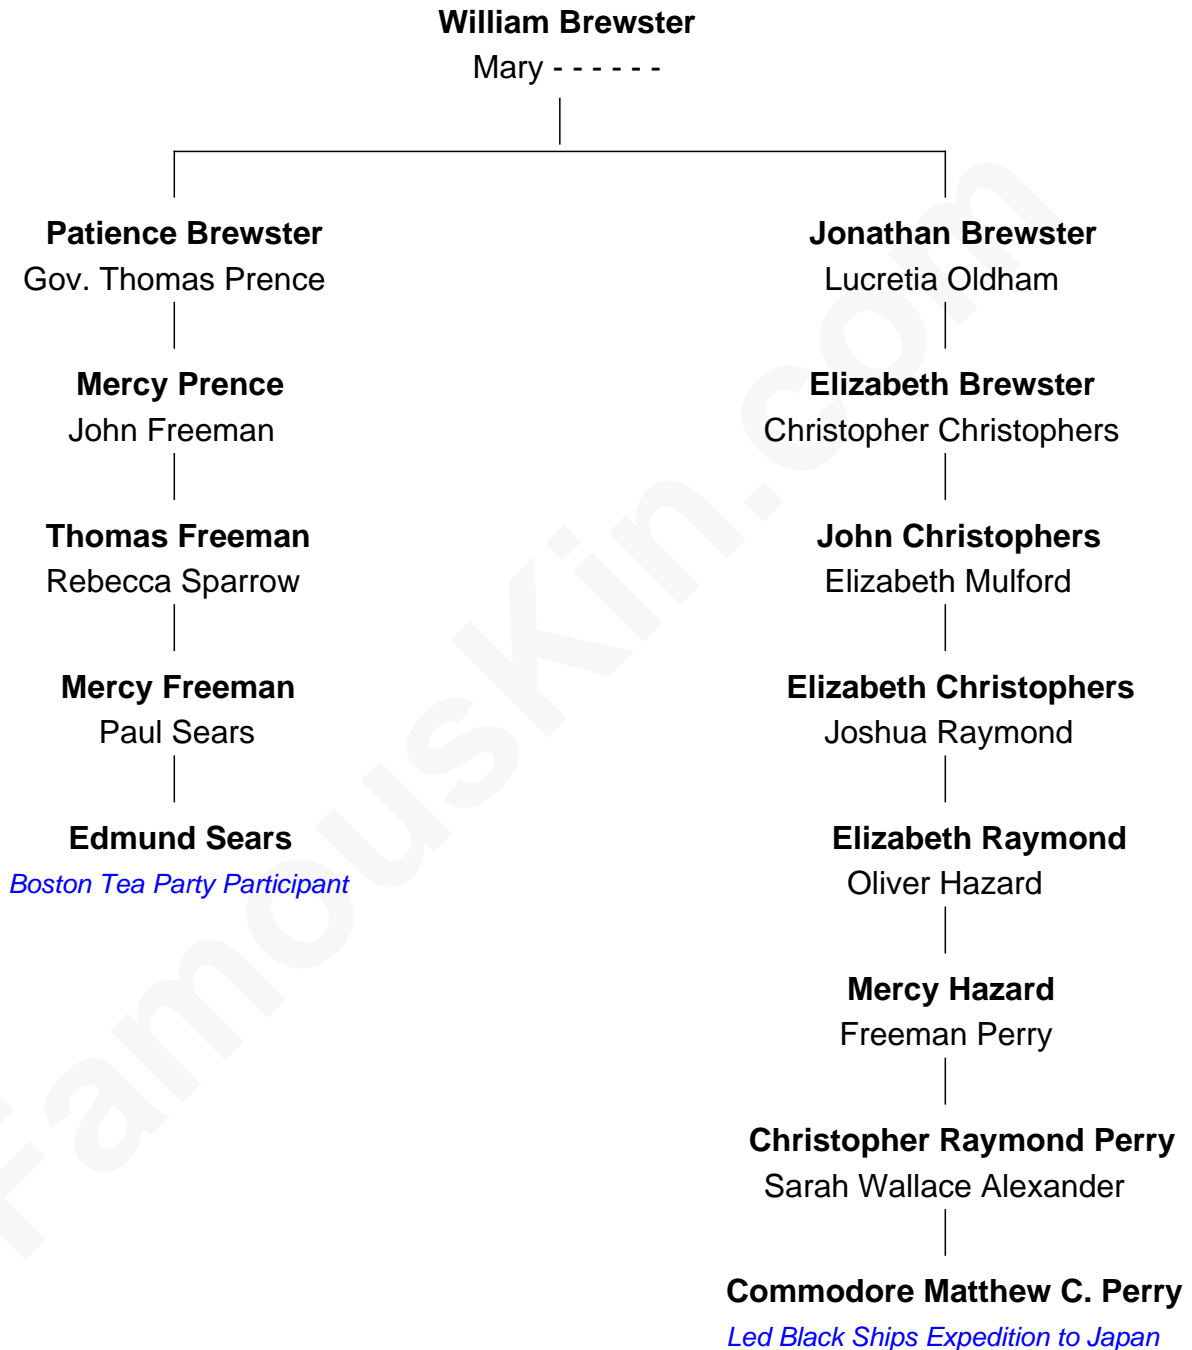 William Brewster
Mary - - - - - -
Patience Brewster
Gov. Thomas Prence
Jonathan Brewster
Lucretia Oldham
Mercy Prence
John Freeman
Elizabeth Brewster
Christopher Christophers
Thomas Freeman
Rebecca Sparrow
John Christophers
Elizabeth Mulford
Mercy Freeman
Paul Sears
Elizabeth Christophers
Joshua Raymond
Edmund Sears
Boston Tea Party Participant
Elizabeth Raymond
Oliver Hazard
Mercy Hazard
Freeman Perry
Christopher Raymond Perry
Sarah Wallace Alexander
Commodore Matthew C. Perry
Led Black Ships Expedition to Japan
FamousKin.com